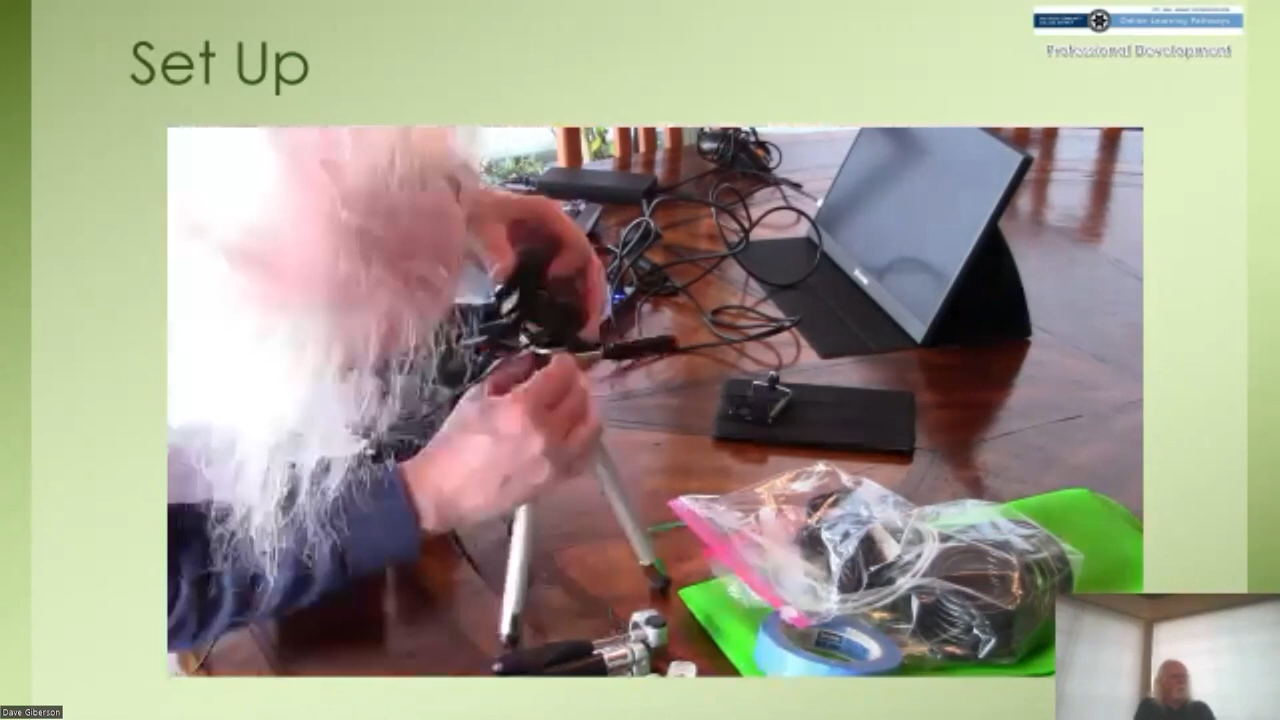 Set Up
Online Learning Pathways
Professional Development
Dave Giberson